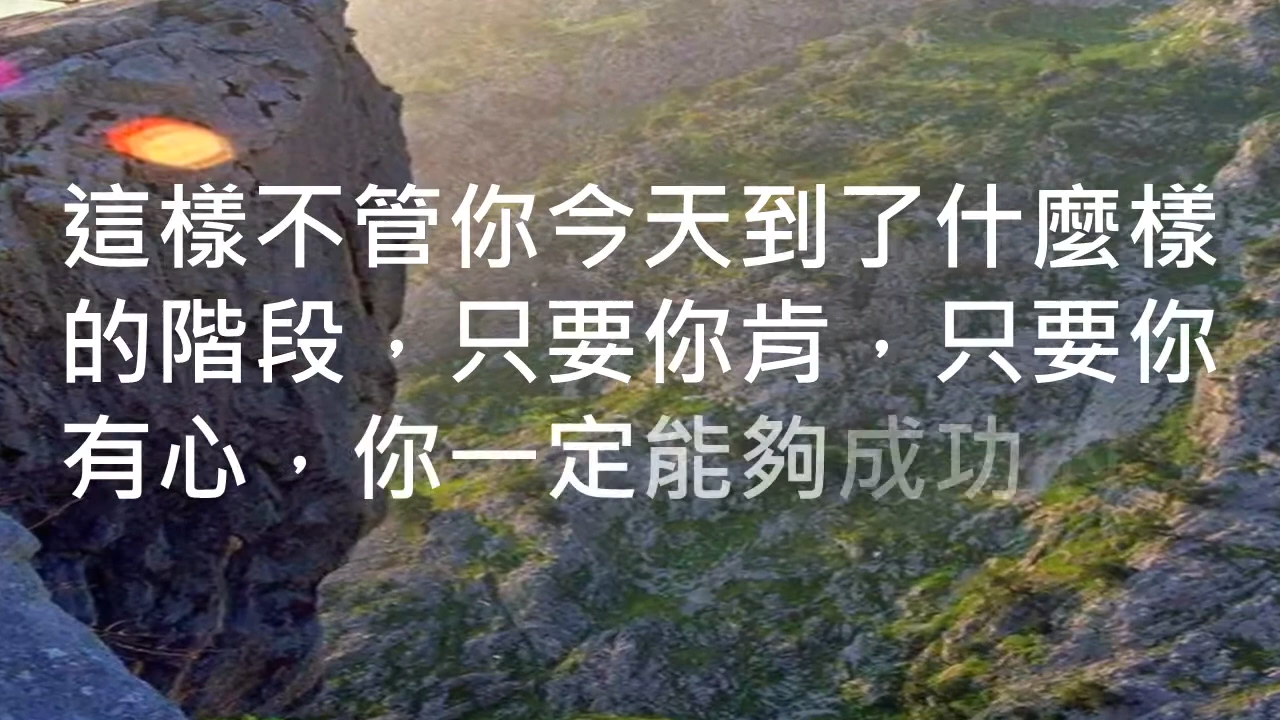 這樣不管你今天到了什麼樣
的階段，只要你肯，只要你
有心，你一定能夠成功